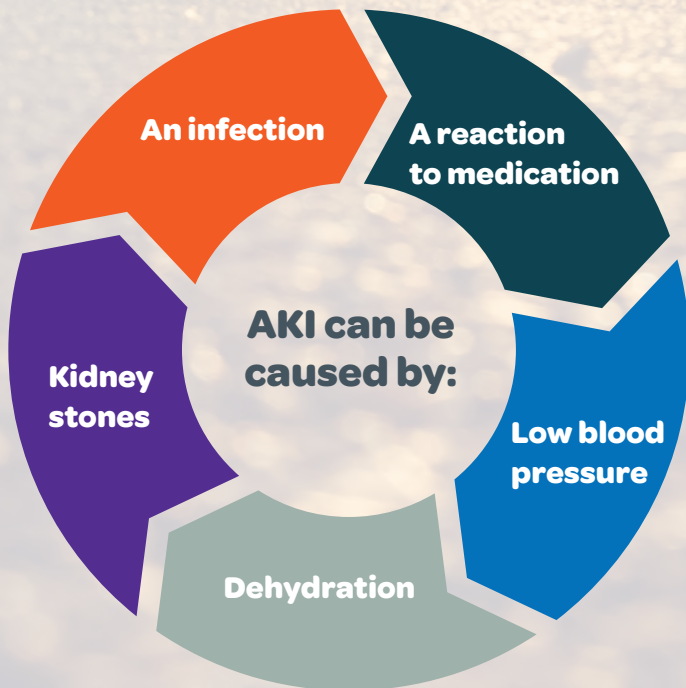 AKI can be
caused by:
An infection
A reaction
to medication
Low blood
pressure
Dehydration
Kidney
stones